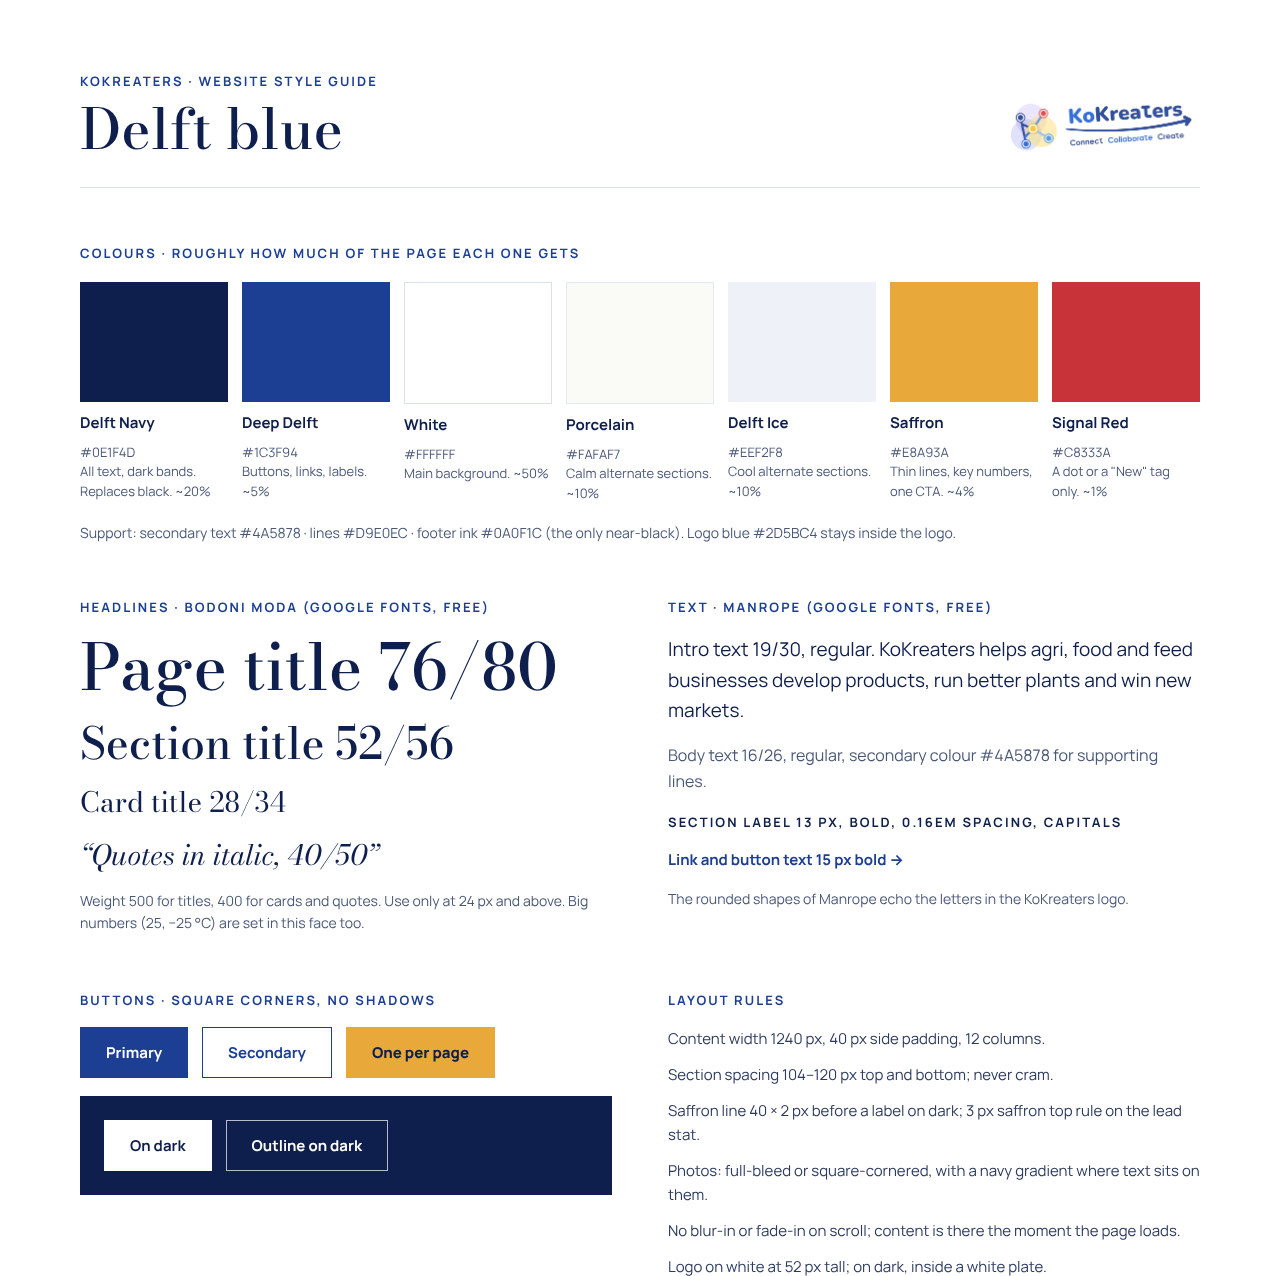 KOKREATERS · WEBSITE STYLE GUIDE
Delft blue
KoKreaTers
Connect Collaborate Create
COLOURS · ROUGHLY HOW MUCH OF THE PAGE EACH ONE GETS
Delft Navy
#0E1F4D
All text, dark bands.
Replaces black. ~20%
Deep Delft
#1C3F94
Buttons, links, labels.
~5%
White
#FFFFFF
Main background. ~50%
Porcelain
#FAFAF7
Calm alternate sections.
~10%
Delft Ice
#EEF2F8
Cool alternate sections.
~10%
Saffron
#E8A93A
Thin lines, key numbers,
one CTA. ~4%
Signal Red
#C8333A
A dot or a "New" tag
only. ~1%
Support: secondary text #4A5878 · lines #D9E0EC · footer ink #0A0F1C (the only near-black). Logo blue #2D5BC4 stays inside the logo.
HEADLINES · BODONI MODA (GOOGLE FONTS, FREE)
Page title 76/80
Section title 52/56
Card title 28/34
“Quotes in italic, 40/50”
Weight 500 for titles, 400 for cards and quotes. Use only at 24 px and above. Big
numbers (25, −25 °C) are set in this face too.
TEXT · MANROPE (GOOGLE FONTS, FREE)
Intro text 19/30, regular. KoKreaters helps agri, food and feed
businesses develop products, run better plants and win new
markets.
Body text 16/26, regular, secondary colour #4A5878 for supporting
lines.
SECTION LABEL 13 PX, BOLD, 0.16EM SPACING, CAPITALS
Link and button text 15 px bold →
The rounded shapes of Manrope echo the letters in the KoKreaters logo.
BUTTONS · SQUARE CORNERS, NO SHADOWS
Primary
Secondary
One per page
On dark
Outline on dark
LAYOUT RULES
Content width 1240 px, 40 px side padding, 12 columns.
Section spacing 104–120 px top and bottom; never cram.
Saffron line 40 × 2 px before a label on dark; 3 px saffron top rule on the lead
stat.
Photos: full-bleed or square-cornered, with a navy gradient where text sits on
them.
No blur-in or fade-in on scroll; content is there the moment the page loads.
Logo on white at 52 px tall; on dark, inside a white plate.